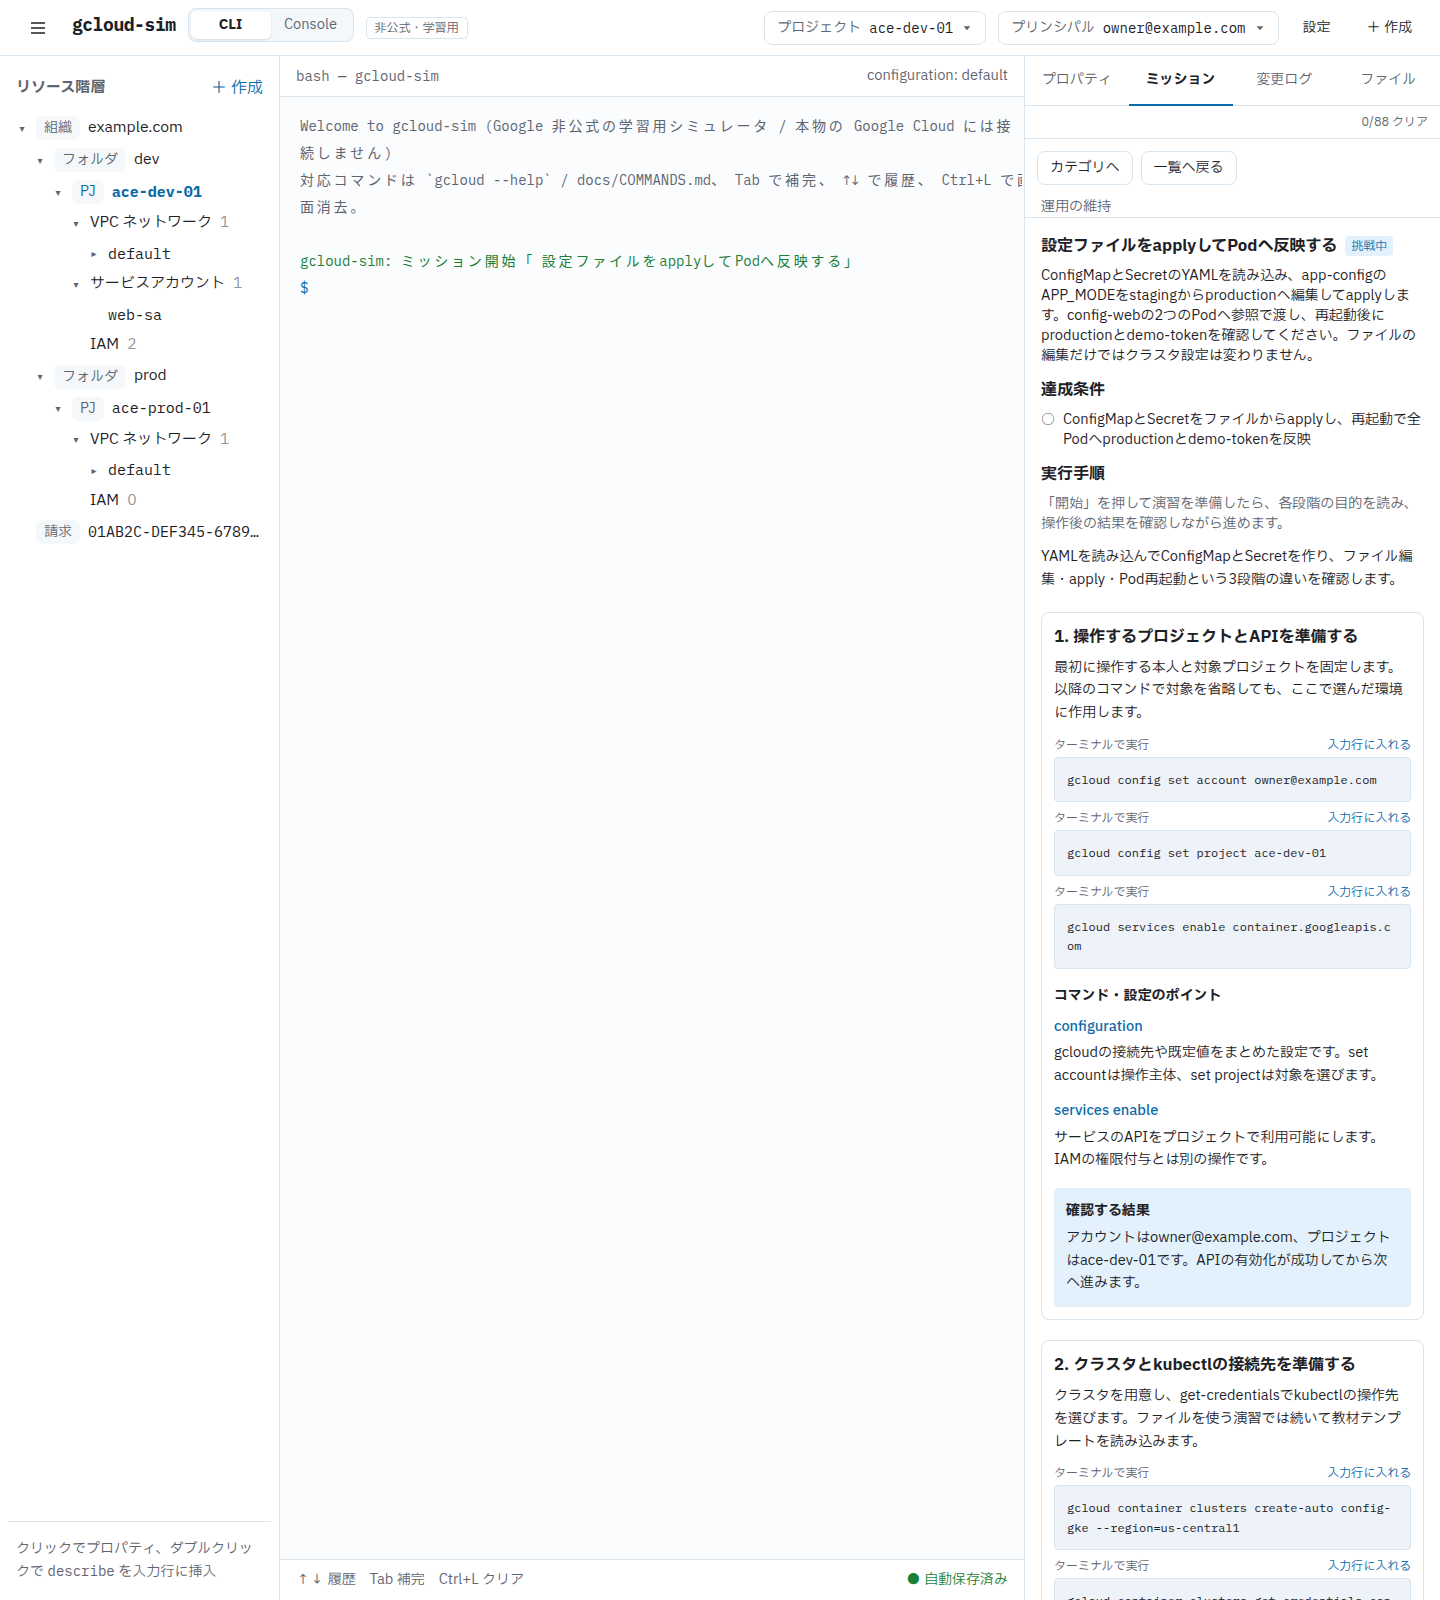 gcloud-sim
CLI
Console
非公式・学習用
プロジェクト ace-dev-01
プリンシパル owner@example.com
設定
＋ 作成
リソース階層
＋ 作成
組織 example.com
フォルダ dev
PJ ace-dev-01
VPC ネットワーク 1
default
サービスアカウント 1
web-sa
IAM 2
フォルダ prod
PJ ace-prod-01
VPC ネットワーク 1
default
IAM 0
請求 01AB2C-DEF345-6789…
クリックでプロパティ、ダブルクリッ
クで describe を入力行に挿入
bash — gcloud-sim
configuration: default
Welcome to gcloud-sim (Google 非公式の学習用シミュレータ / 本物の Google Cloud には接
続しません)
対応コマンドは `gcloud --help` / docs/COMMANDS.md、 Tab で補完、 ↑↓ で履歴、 Ctrl+L で画
面消去。
gcloud-sim: ミッション開始「 設定ファイルをapplyしてPodへ反映する」
$
↑↓ 履歴
Tab 補完
Ctrl+L クリア
● 自動保存済み
プロパティ
ミッション
変更ログ
ファイル
0/88 クリア
カテゴリへ
一覧へ戻る
運用の維持
設定ファイルをapplyしてPodへ反映する 挑戦中
ConfigMapとSecretのYAMLを読み込み、app-configの
APP_MODEをstagingからproductionへ編集してapplyしま
す。config-webの2つのPodへ参照で渡し、再起動後に
productionとdemo-tokenを確認してください。ファイルの
編集だけではクラスタ設定は変わりません。
達成条件
○ ConfigMapとSecretをファイルからapplyし、再起動で全
Podへproductionとdemo-tokenを反映
実行手順
「開始」を押して演習を準備したら、各段階の目的を読み、
操作後の結果を確認しながら進めます。
YAMLを読み込んでConfigMapとSecretを作り、ファイル編
集・apply・Pod再起動という3段階の違いを確認します。
1. 操作するプロジェクトとAPIを準備する
最初に操作する本人と対象プロジェクトを固定します。
以降のコマンドで対象を省略しても、ここで選んだ環境
に作用します。
ターミナルで実行
入力行に入れる
gcloud config set account owner@example.com
ターミナルで実行
入力行に入れる
gcloud config set project ace-dev-01
ターミナルで実行
入力行に入れる
gcloud services enable container.googleapis.c
om
コマンド・設定のポイント
configuration
gcloudの接続先や既定値をまとめた設定です。set
accountは操作主体、set projectは対象を選びます。
services enable
サービスのAPIをプロジェクトで利用可能にします。
IAMの権限付与とは別の操作です。
確認する結果
アカウントはowner@example.com、プロジェクト
はace-dev-01です。APIの有効化が成功してから次
へ進みます。
2. クラスタとkubectlの接続先を準備する
クラスタを用意し、get-credentialsでkubectlの操作先
を選びます。ファイルを使う演習では続いて教材テンプ
レートを読み込みます。
ターミナルで実行
入力行に入れる
gcloud container clusters create-auto config-
gke --region=us-central1
ターミナルで実行
入力行に入れる